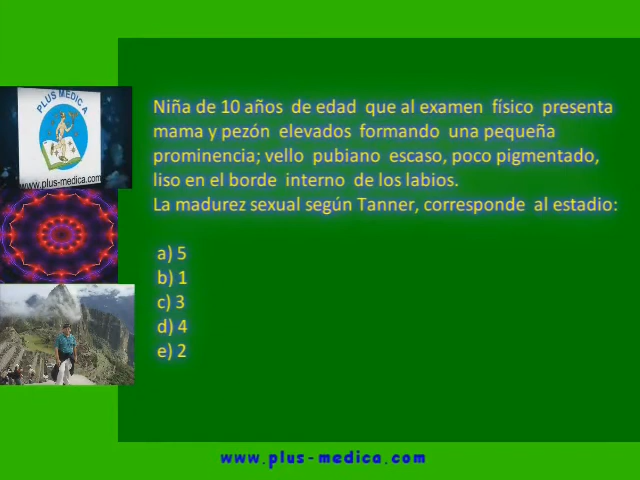 PLUS MEDICA
www.plus-medica.com
Niña de 10 años de edad que al examen físico presenta
mama y pezón elevados formando una pequeña
prominencia; vello pubiano escaso, poco pigmentado,
liso en el borde interno de los labios.
La madurez sexual según Tanner, corresponde al estadio:
a) 5
b) 1
c) 3
d) 4
e) 2
www.plus-medica.com